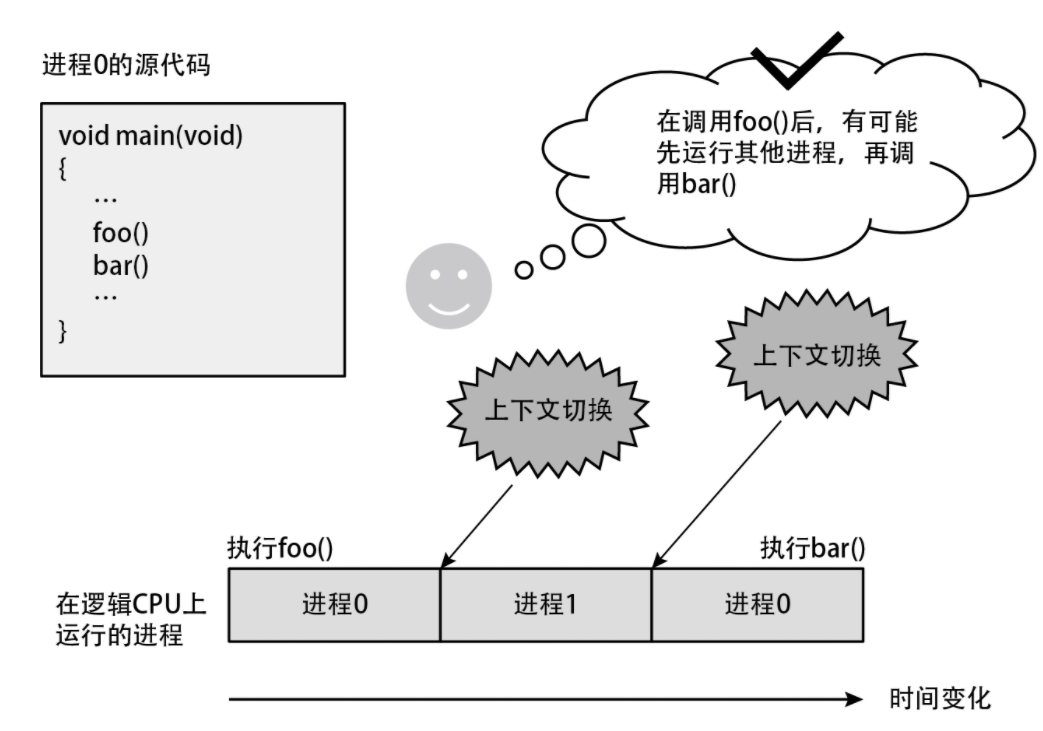 进程0的源代码
void main(void)
{
…
foo()
bar()
…
}
在调用foo()后，有可能
先运行其他进程，再调
用bar()
上下文切换
上下文切换
执行foo()
执行bar()
在逻辑CPU上
运行的进程
进程0
进程1
进程0
时间变化